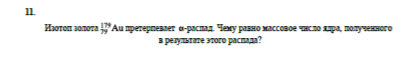 11.
Изотоп золота ¹⁷⁹₇₉Au претерпевает α-распад. Чему равно массовое число ядра, полученного
в результате этого распада?